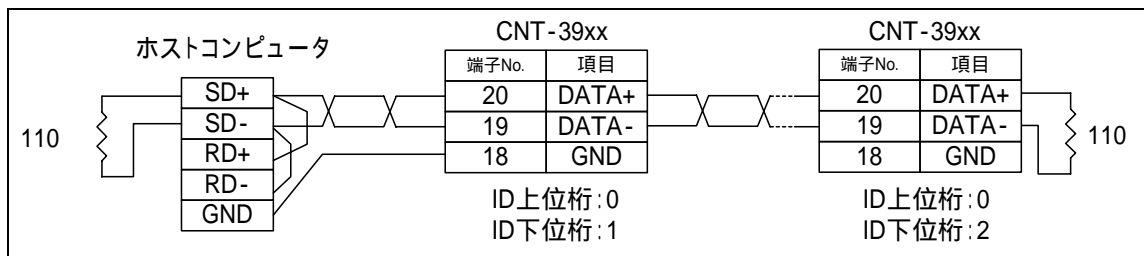 ホストコンピュータ
SD+
SD-
RD+
RD-
GND
110
CNT-39xx
端子No. 項目
20 DATA+
19 DATA-
18 GND
ID上位桁:0
ID下位桁:1
CNT-39xx
端子No. 項目
20 DATA+
19 DATA-
18 GND
ID上位桁:0
ID下位桁:2
110